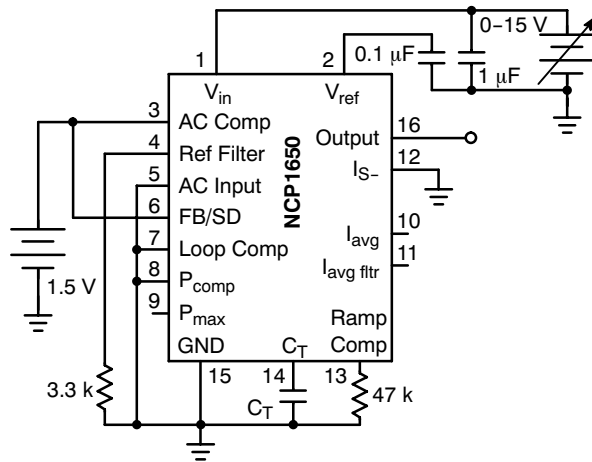 0–15 V
1
2
0.1 μF
1 μF
Vin
Vref
3
AC Comp
4
Ref Filter
5
AC Input
6
FB/SD
7
Loop Comp
8
Pcomp
9
Pmax
NCP1650
Output
16
IS–
12
Iavg
10
Iavg fltr
11
Ramp
Comp
GND
CT
15
14
13
1.5 V
3.3 k
CT
47 k